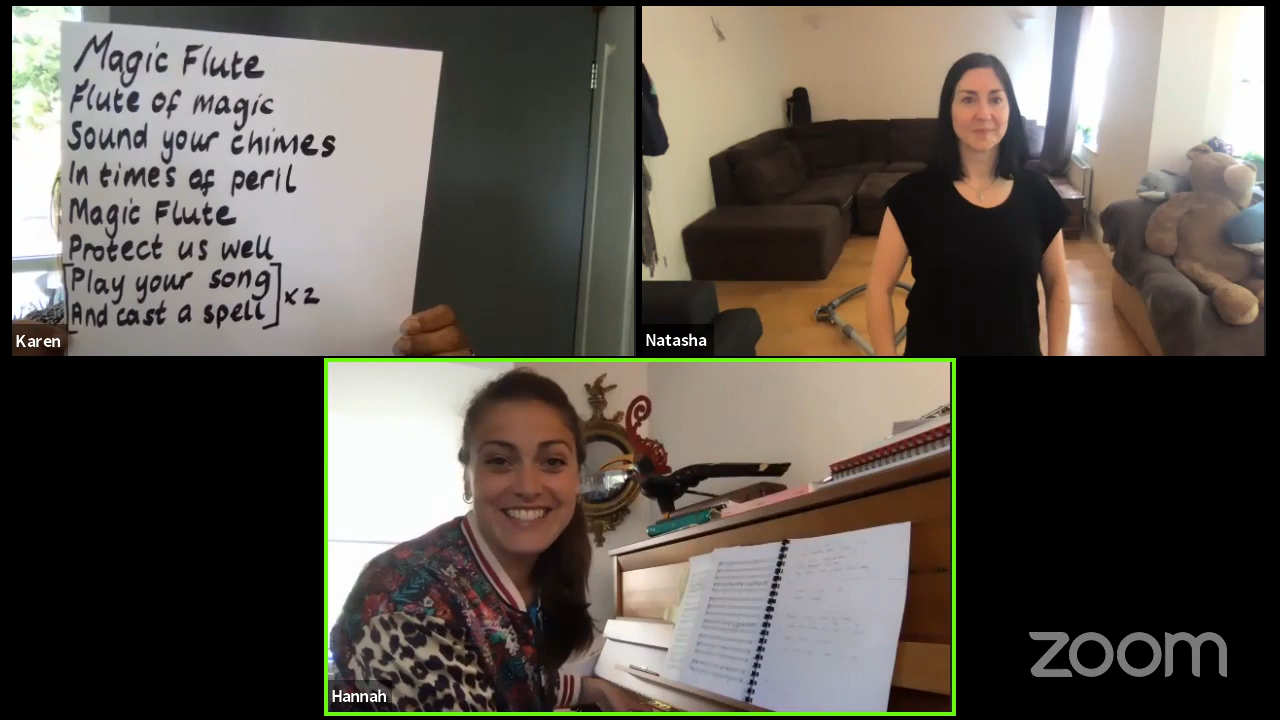 Magic Flute
Flute of magic
Sound your chimes
In times of peril
Magic Flute
Protect us well
[Play your song
And cast a spell] x 2
Karen
Natasha
Hannah
zoom